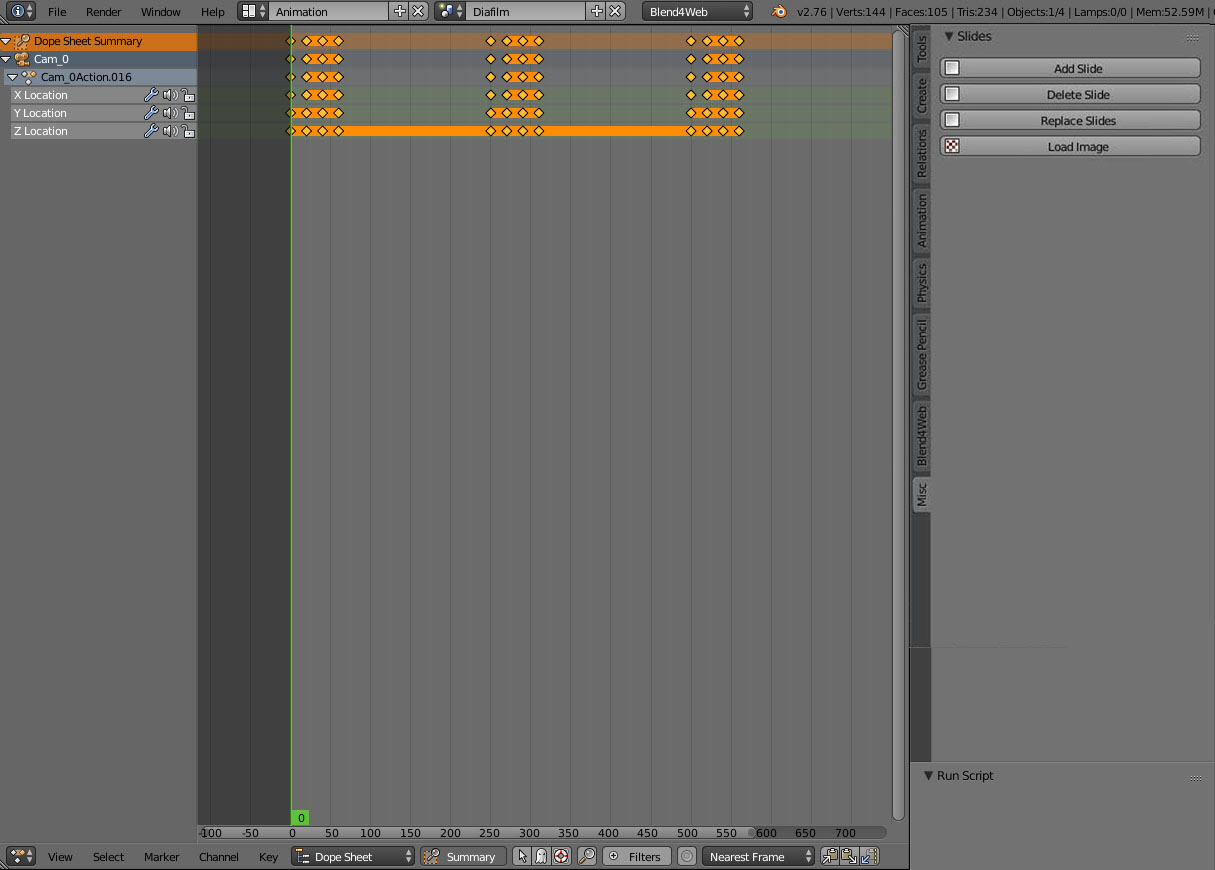 File Render Window Help Animation Diafilm Blend4Web v2.76 | Verts:144 | Faces:105 | Tris:234 | Objects:1/4 | Lamps:0/0 | Mem:52.59M |
Dope Sheet Summary
Cam_0
Cam_0Action.016
X Location
Y Location
Z Location
0
-100 -50 0 50 100 150 200 250 300 350 400 450 500 550 600 650 700
View Select Marker Channel Key Dope Sheet Summary Filters Nearest Frame
Tools
Create
Relations
Animation
Physics
Grease Pencil
Blend4Web
Misc
Slides
Add Slide
Delete Slide
Replace Slides
Load Image
Run Script